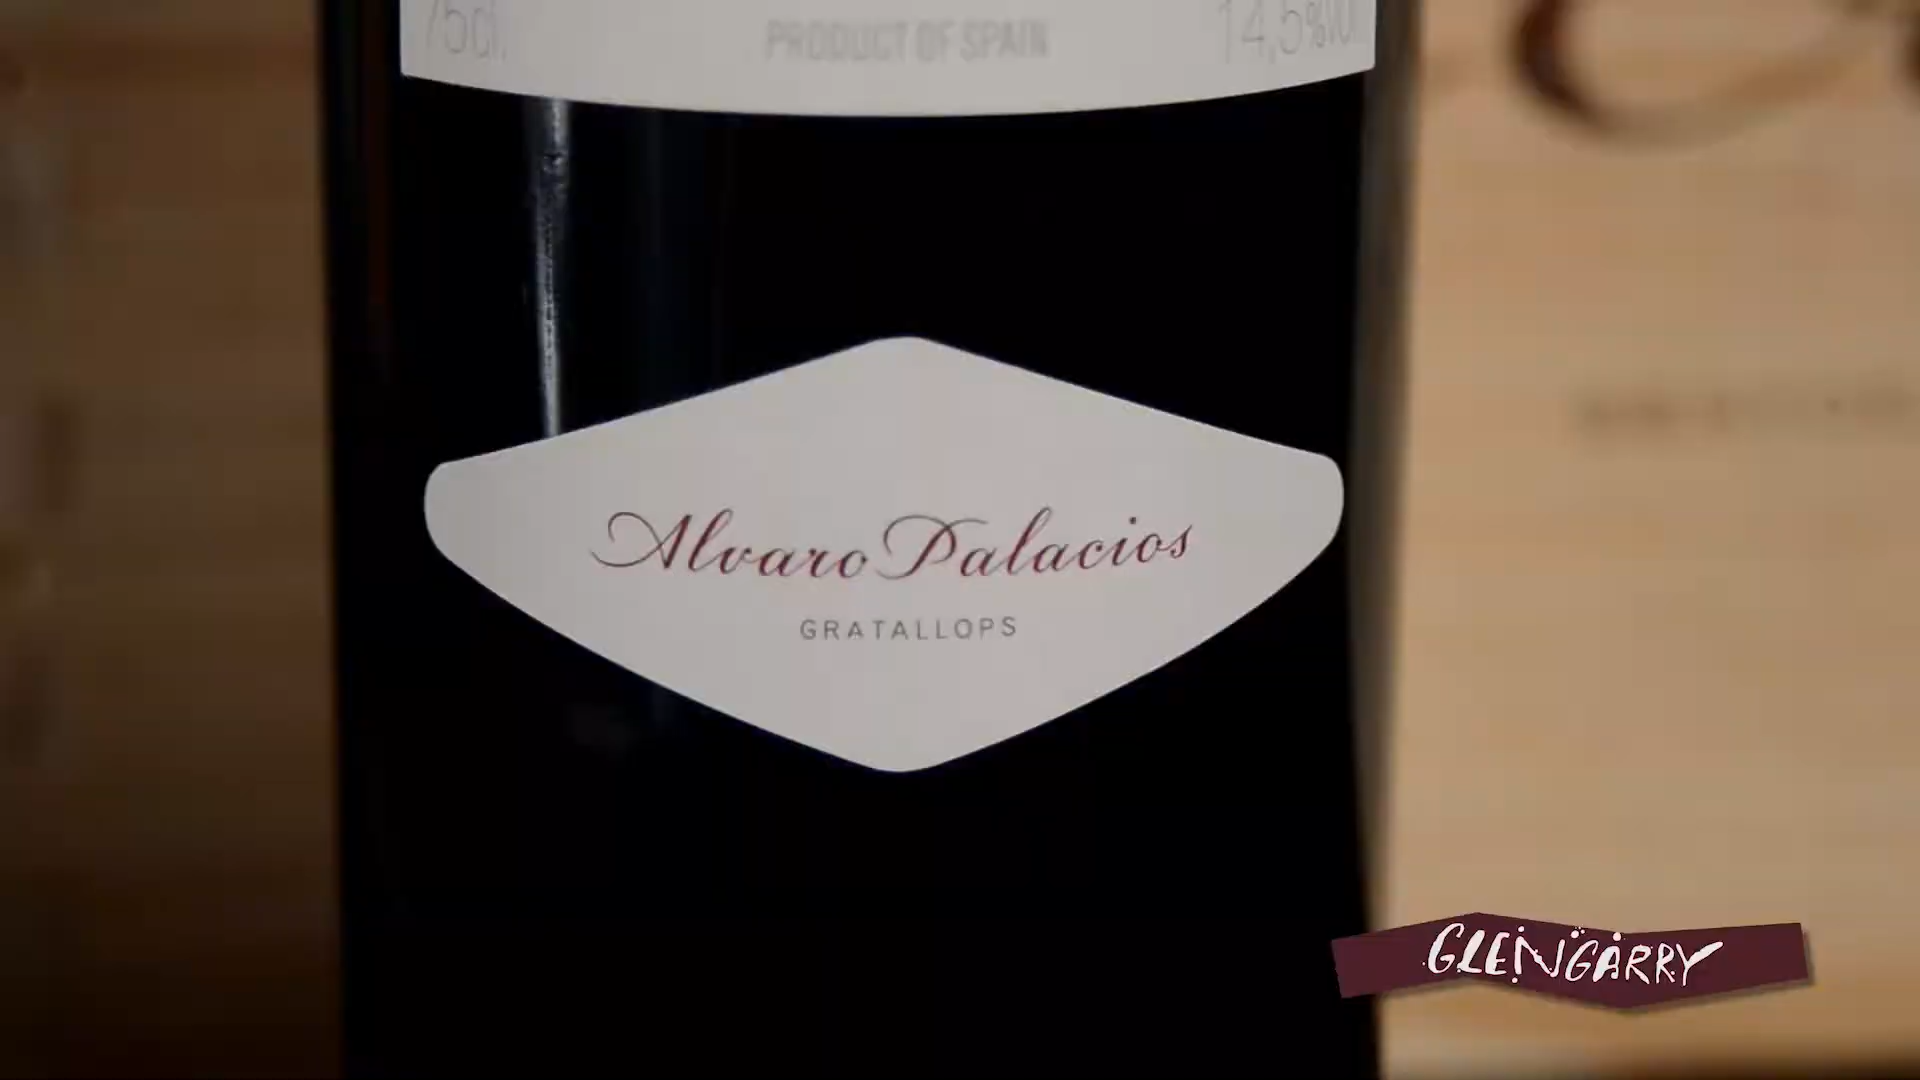 75cl. PRODUCT OF SPAIN 14,5%Vol.
Alvaro Palacios
GRATALLOPS
GLENGARRY